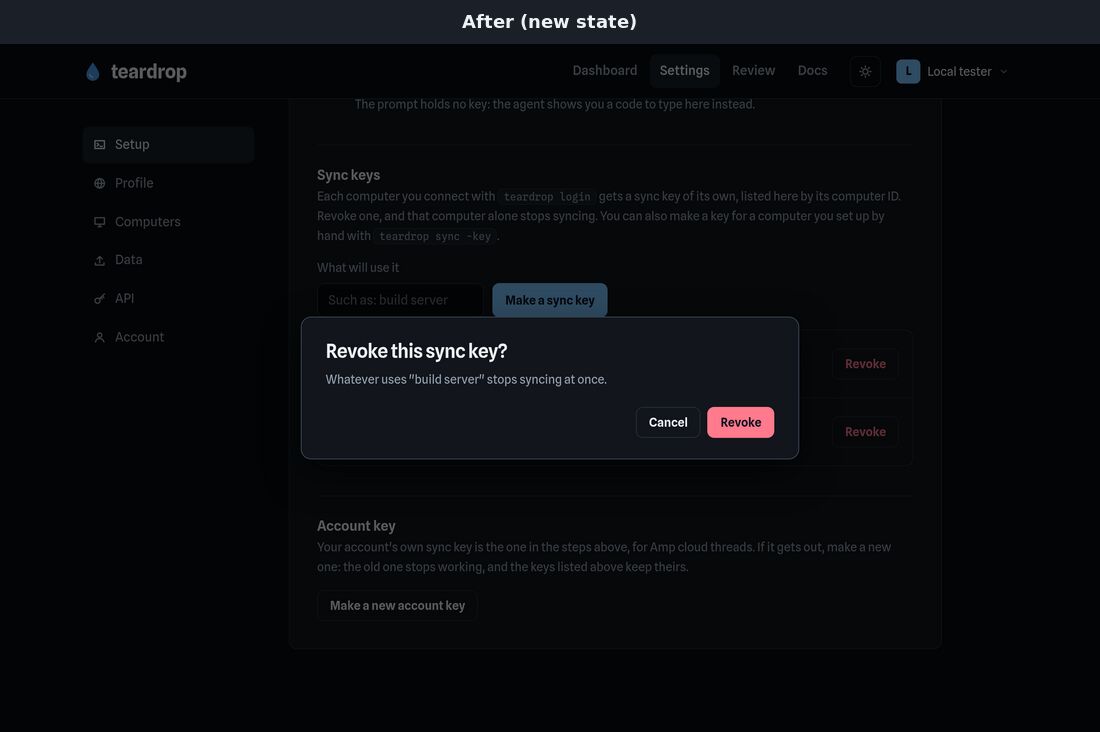 After (new state)
teardrop
Dashboard
Settings
Review
Docs
L
Local tester
The prompt holds no key: the agent shows you a code to type here instead.
Setup
Profile
Computers
Data
API
Account
Sync keys
Each computer you connect with teardrop login gets a sync key of its own, listed here by its computer ID.
Revoke one, and that computer alone stops syncing. You can also make a key for a computer you set up by
hand with teardrop sync -key.
What will use it
Such as: build server
Make a sync key
Revoke
Revoke
Revoke this sync key?
Whatever uses "build server" stops syncing at once.
Cancel
Revoke
Account key
Your account's own sync key is the one in the steps above, for Amp cloud threads. If it gets out, make a new
one: the old one stops working, and the keys listed above keep theirs.
Make a new account key